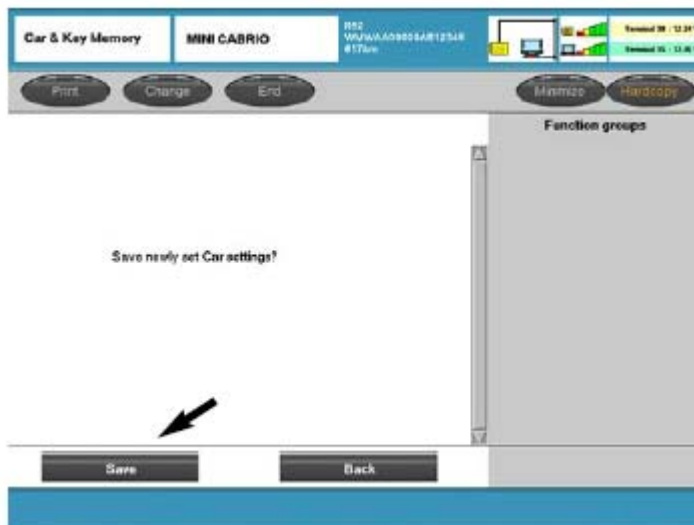 Car & Key Memory
MINI CABRIO
R52
Print
Change
End
Minimize
Hardcopy
Function groups
Save newly set Car settings?
Save
Back